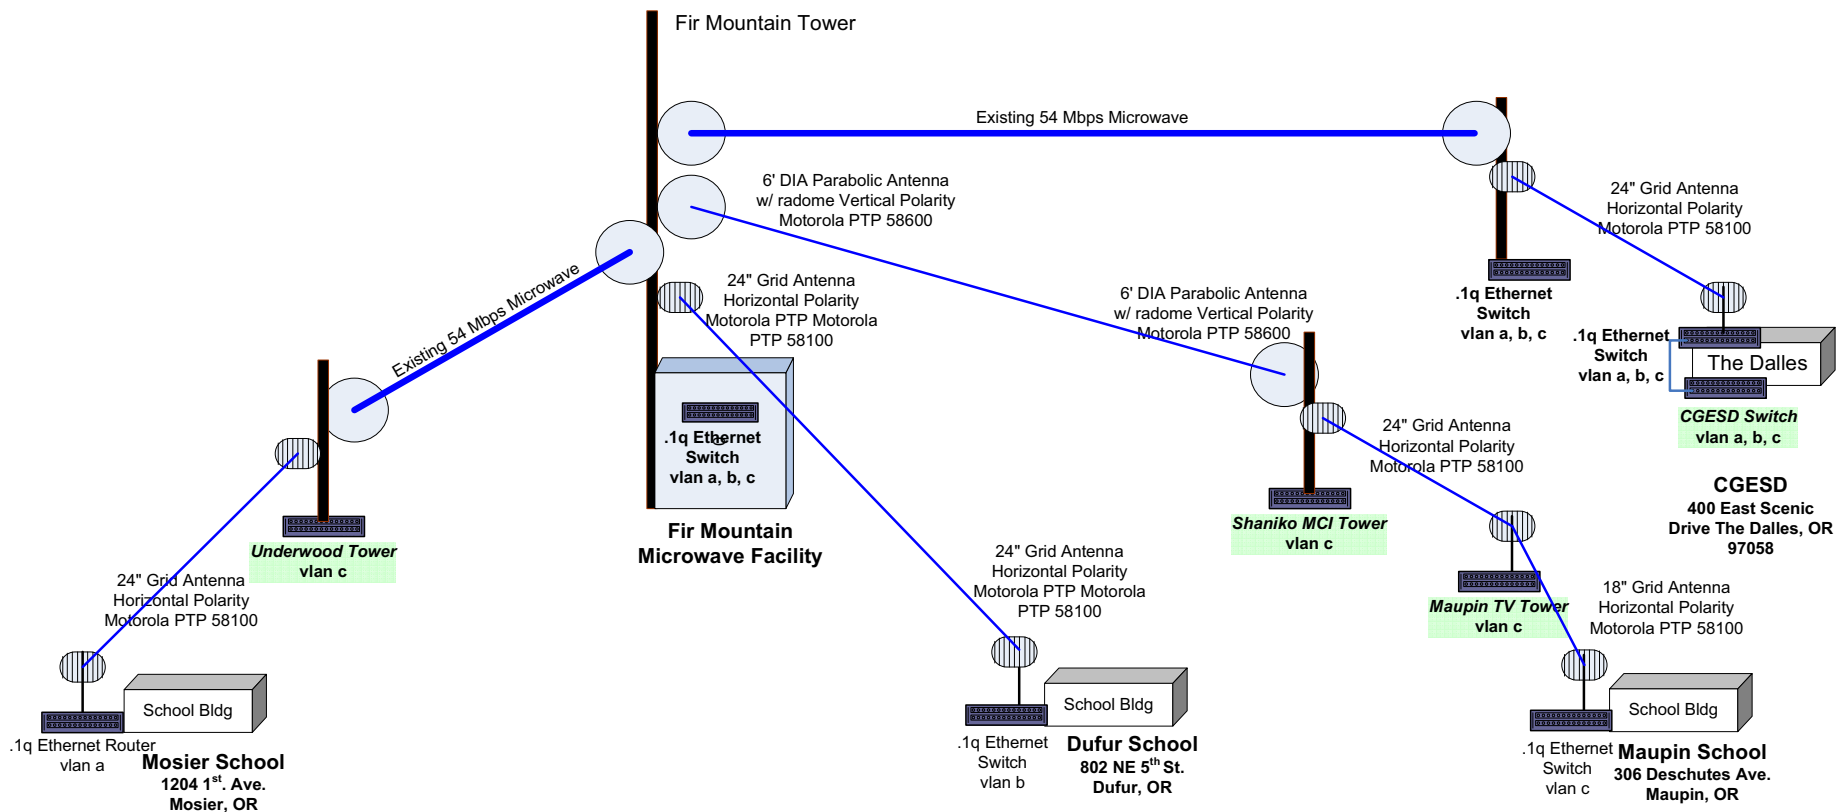 Fir Mountain Tower
Existing 54 Mbps Microwave
6' DIA Parabolic Antenna
w/ radome Vertical Polarity
Motorola PTP 58600
24" Grid Antenna
Horizontal Polarity
Motorola PTP 58100
Existing 54 Mbps Microwave
24" Grid Antenna
Horizontal Polarity
Motorola PTP Motorola
PTP 58100
6' DIA Parabolic Antenna
w/ radome Vertical Polarity
Motorola PTP 58600
.1q Ethernet
Switch
vlan a, b, c
.1q Ethernet
Switch
vlan a, b, c
The Dalles
CGESD Switch
vlan a, b, c
CGESD
400 East Scenic
Drive The Dalles, OR
97058
.1q Ethernet
Switch
vlan a, b, c
Fir Mountain
Microwave Facility
24" Grid Antenna
Horizontal Polarity
Motorola PTP 58100
Shaniko MCI Tower
vlan c
Underwood Tower
vlan c
24" Grid Antenna
Horizontal Polarity
Motorola PTP 58100
24" Grid Antenna
Horizontal Polarity
Motorola PTP Motorola
PTP 58100
Maupin TV Tower
vlan c
18" Grid Antenna
Horizontal Polarity
Motorola PTP 58100
School Bldg
.1q Ethernet Router
vlan a
Mosier School
1204 1st. Ave.
Mosier, OR
School Bldg
.1q Ethernet
Switch
vlan b
Dufur School
802 NE 5th St.
Dufur, OR
School Bldg
.1q Ethernet
Switch
vlan c
Maupin School
306 Deschutes Ave.
Maupin, OR